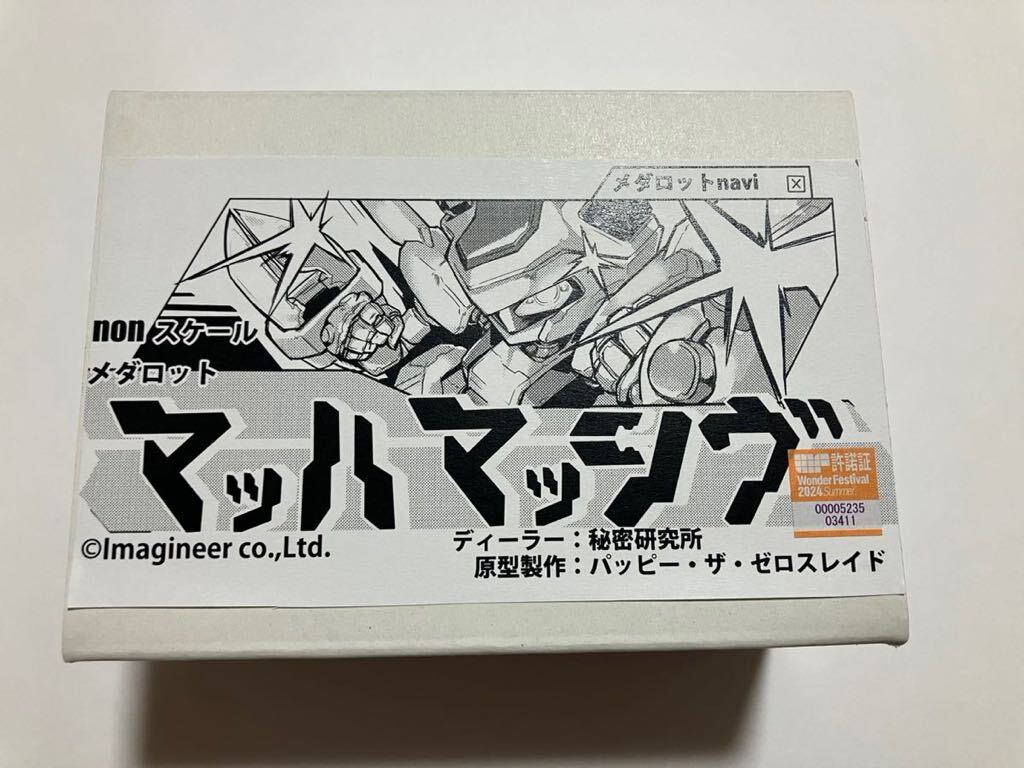 メダロットnavi
non スケール
メダロット
マッハマッシヴ
許諾証
Wonder Festival
2024 Summer.
00005235
03411
©Imagineer co.,Ltd.
ディーラー：秘密研究所
原型製作：パッピー・ザ・ゼロスレイド